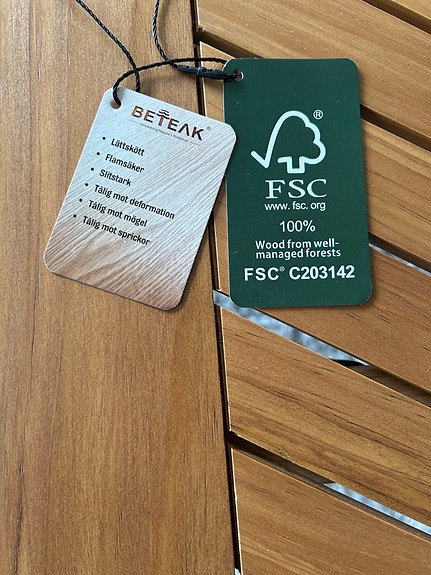 BETEAK®
• Lättskött
• Flamsäker
• Slitstark
• Tålig mot deformation
• Tålig mot mögel
• Tålig mot sprickor
®
FSC
www. fsc. org
100%
Wood from well-
managed forests
FSC® C203142